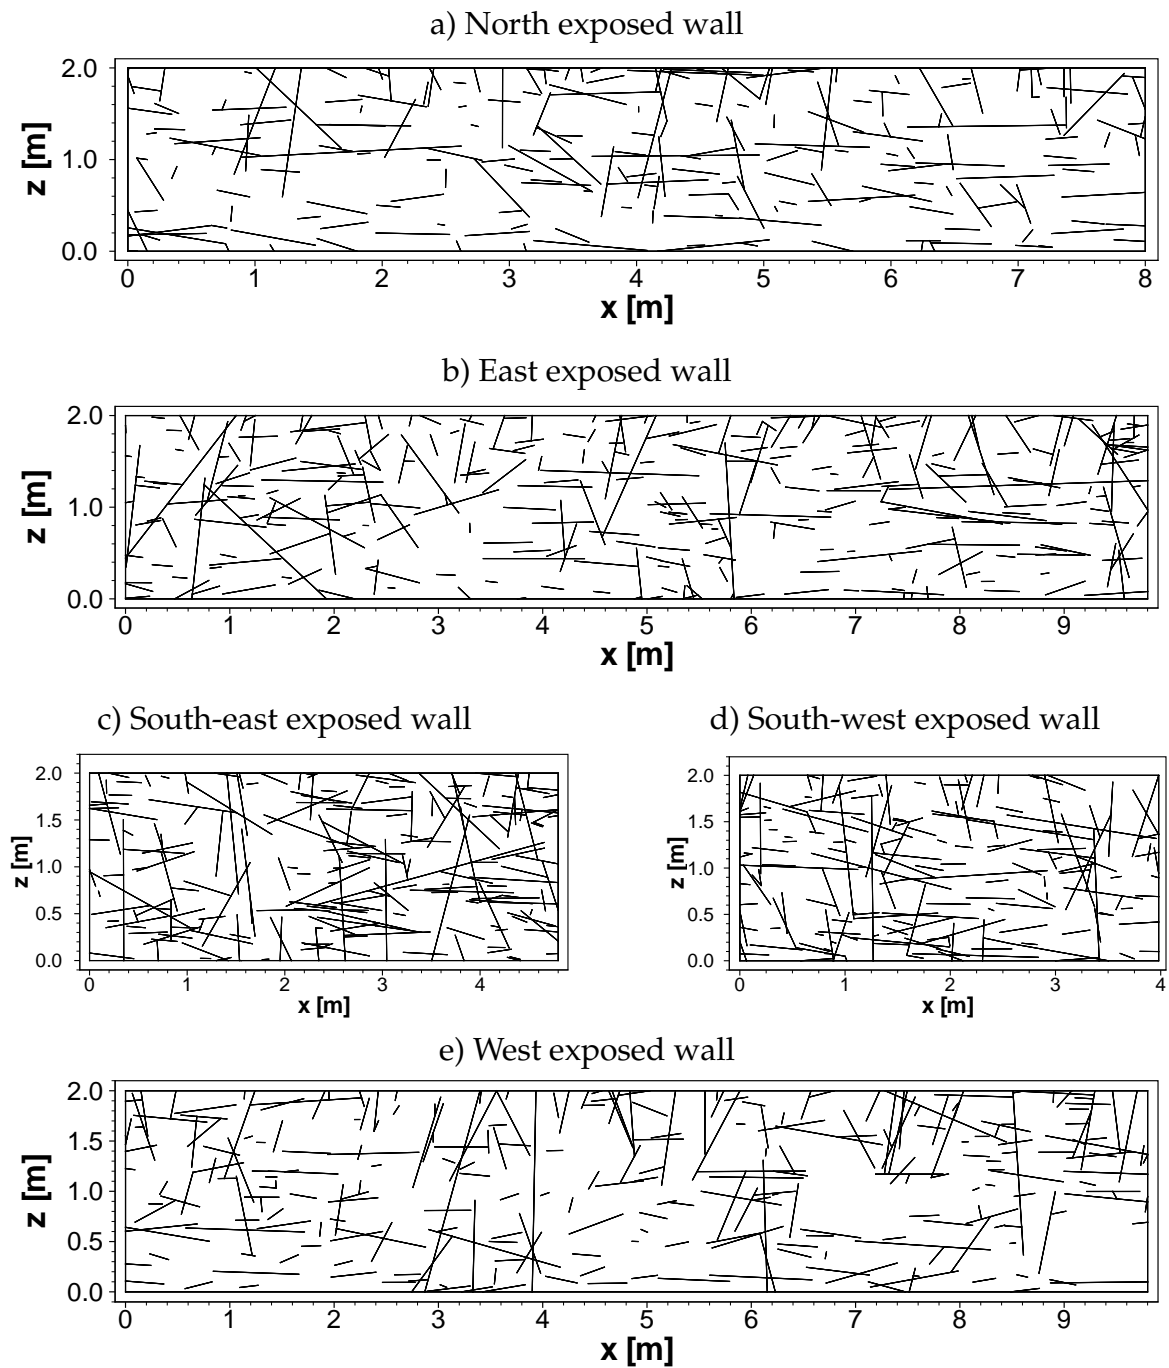 a) North exposed wall
2.0
1.0
0.0
z [m]
0 1 2 3 4 5 6 7 8
x [m]
b) East exposed wall
2.0
1.0
0.0
z [m]
0 1 2 3 4 5 6 7 8 9
x [m]
c) South-east exposed wall
2.0
1.5
1.0
0.5
0.0
z [m]
0 1 2 3 4
x [m]
d) South-west exposed wall
2.0
1.5
1.0
0.5
0.0
z [m]
0 1 2 3 4
x [m]
e) West exposed wall
2.0
1.5
1.0
0.5
0.0
z [m]
0 1 2 3 4 5 6 7 8 9
x [m]